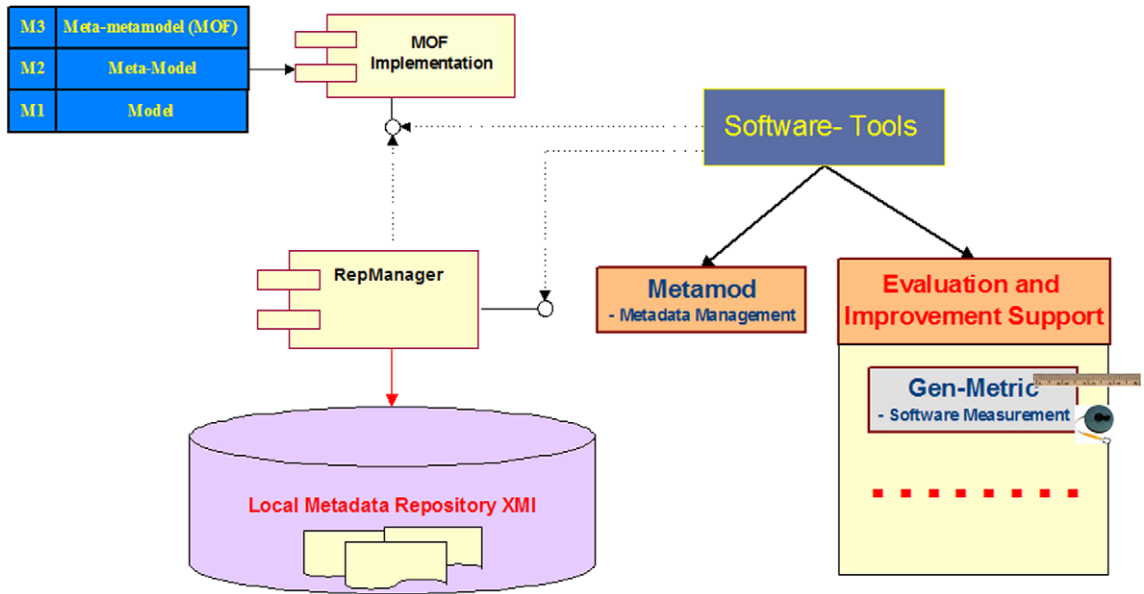 M3 Meta-metamodel (MOF)
M2 Meta-Model
M1 Model
MOF
Implementation
Software- Tools
RepManager
Metamod
- Metadata Management
Evaluation and
Improvement Support
Gen-Metric
- Software Measurement
Local Metadata Repository XMI